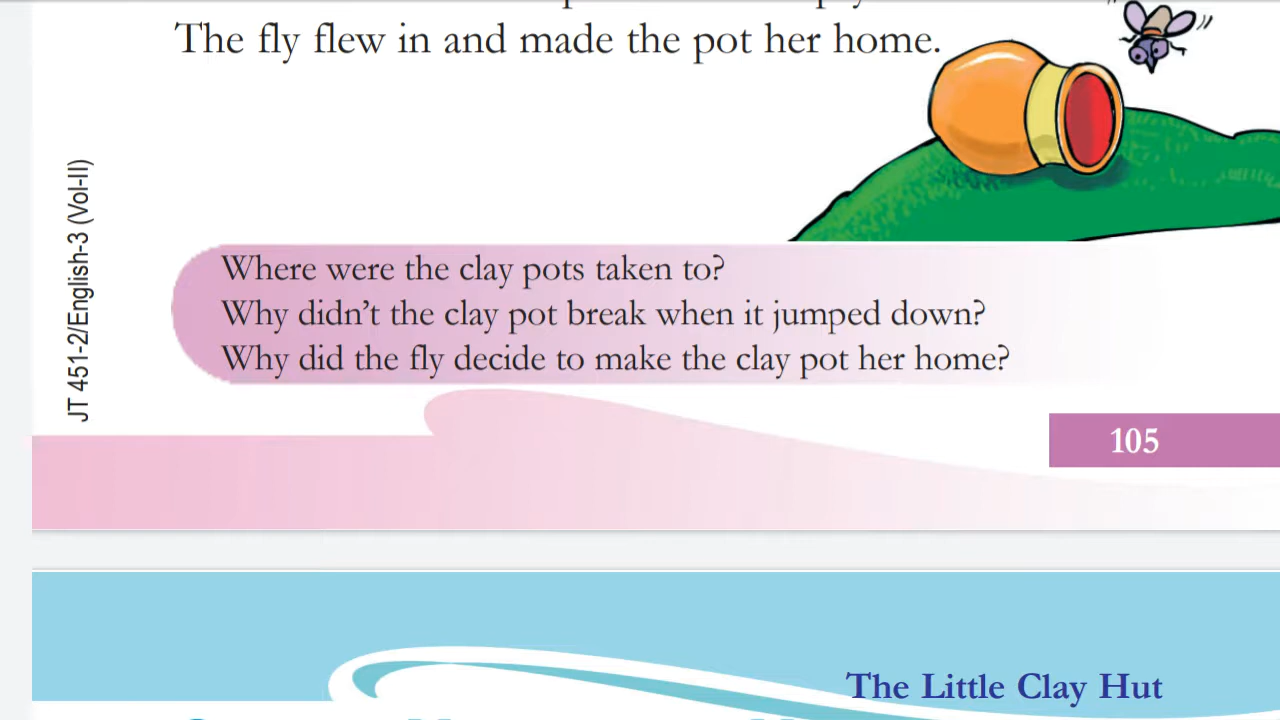 The fly flew in and made the pot her home.
JT 451-2/English-3 (Vol-II)
Where were the clay pots taken to?
Why didn't the clay pot break when it jumped down?
Why did the fly decide to make the clay pot her home?
105
The Little Clay Hut